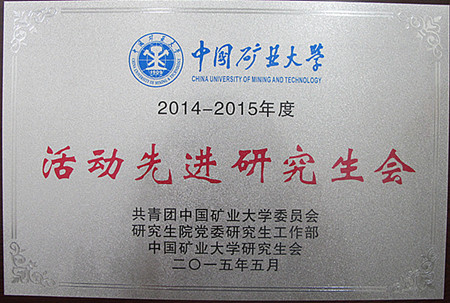 中国矿业大学
CHINA UNIVERSITY OF MINING AND TECHNOLOGY
1909
2014-2015年度
活动先进研究生会
共青团中国矿业大学委员会
研究生院党委研究生工作部
中国矿业大学研究生会
二〇一五年五月